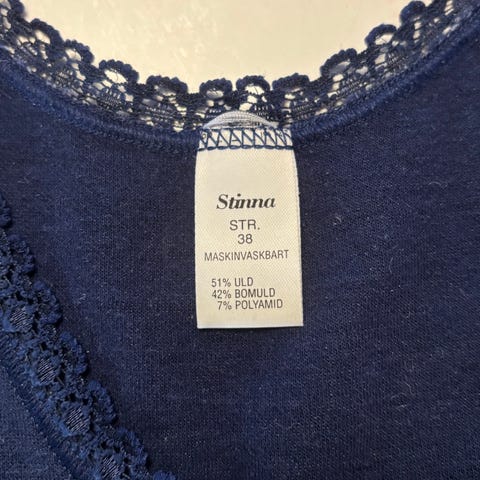 Stinna
STR.
38
MASKINVASKBART
51% ULD
42% BOMULD
7% POLYAMID